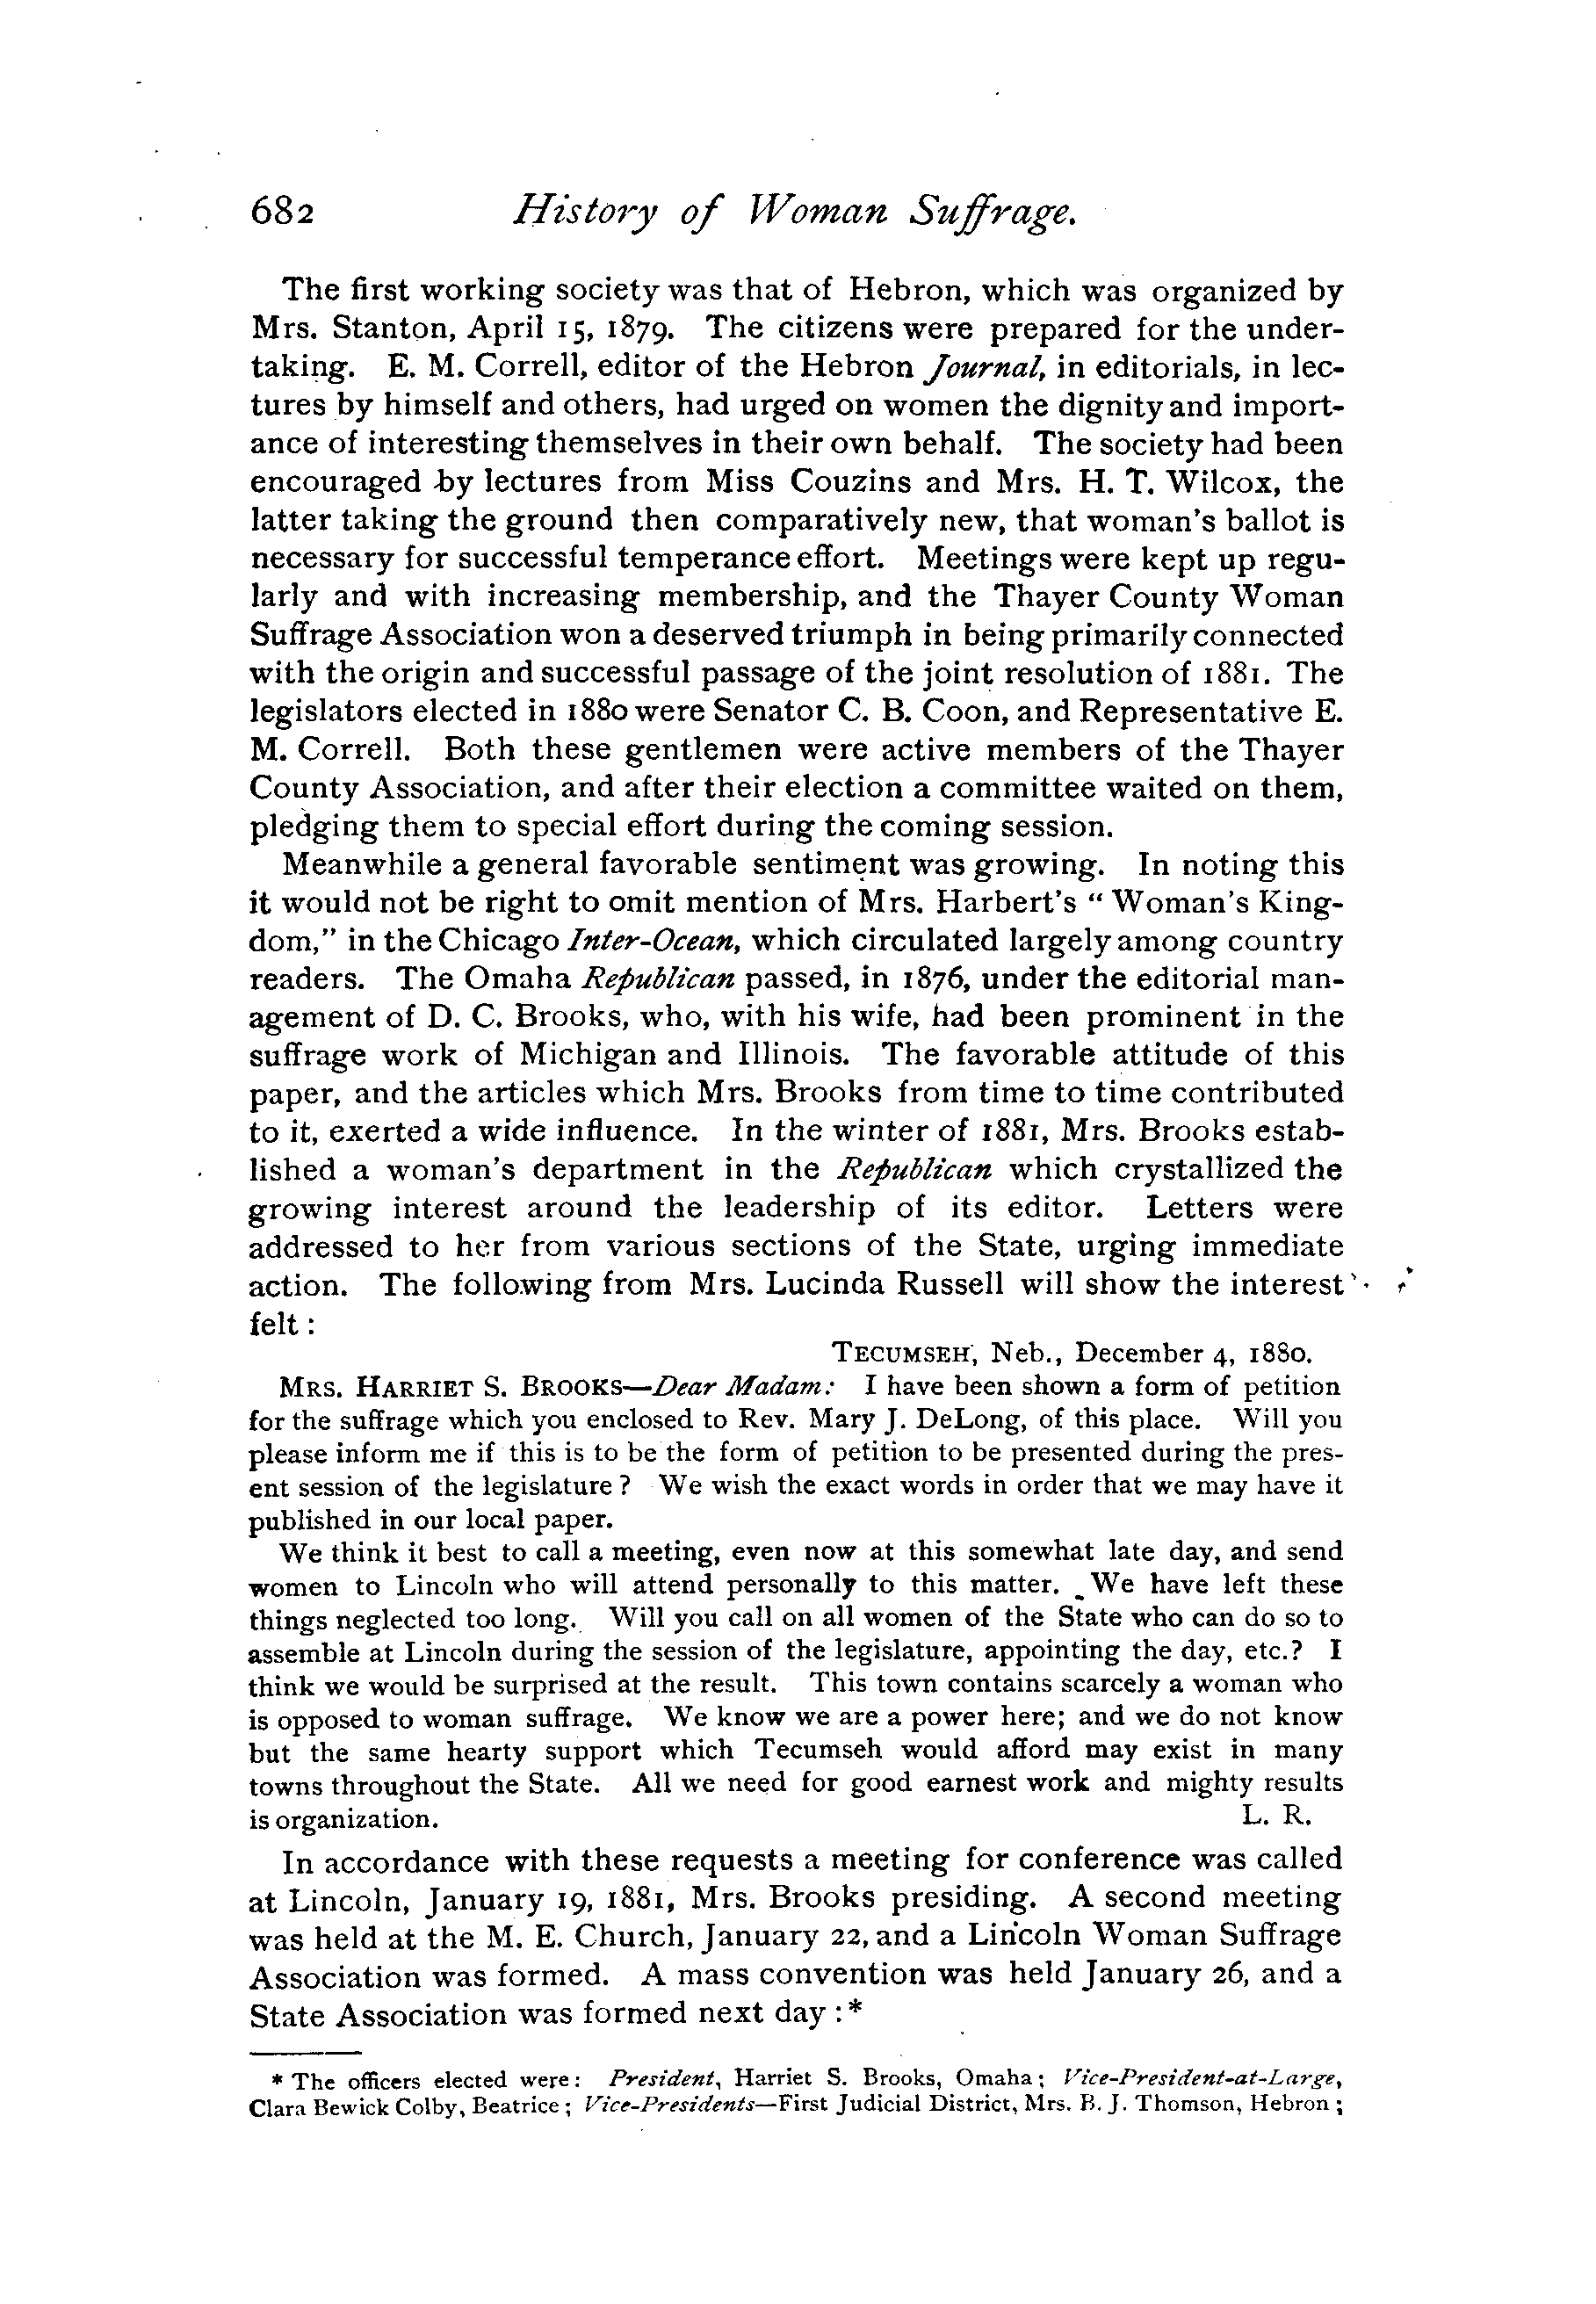 682 History of Woman Suffrage.
The first working society was that of Hebron, which was organized by
Mrs. Stanton, April 15, 1879. The citizens were prepared for the under-
taking. E. M. Correll, editor of the Hebron Journal, in editorials, in lec-
tures by himself and others, had urged on women the dignity and import-
ance of interesting themselves in their own behalf. The society had been
encouraged by lectures from Miss Couzins and Mrs. H. T. Wilcox, the
latter taking the ground then comparatively new, that woman's ballot is
necessary for successful temperance effort. Meetings were kept up regu-
larly and with increasing membership, and the Thayer County Woman
Suffrage Association won a deserved triumph in being primarily connected
with the origin and successful passage of the joint resolution of 1881. The
legislators elected in 1880 were Senator C. B. Coon, and Representative E.
M. Correll. Both these gentlemen were active members of the Thayer
County Association, and after their election a committee waited on them,
pledging them to special effort during the coming session.
Meanwhile a general favorable sentiment was growing. In noting this
it would not be right to omit mention of Mrs. Harbert's " Woman's King-
dom," in the Chicago Inter-Ocean, which circulated largely among country
readers. The Omaha Republican passed, in 1876, under the editorial man-
agement of D. C. Brooks, who, with his wife, had been prominent in the
suffrage work of Michigan and Illinois. The favorable attitude of this
paper, and the articles which Mrs. Brooks from time to time contributed
to it, exerted a wide influence. In the winter of 1881, Mrs. Brooks estab-
lished a woman's department in the Republican which crystallized the
growing interest around the leadership of its editor. Letters were
addressed to her from various sections of the State, urging immediate
action. The following from Mrs. Lucinda Russell will show the interest
felt :
TECUMSEH, Neb., December 4, 1880.
MRS. HARRIET S. BROOKS—Dear Madam: I have been shown a form of petition
for the suffrage which you enclosed to Rev. Mary J. DeLong, of this place. Will you
please inform me if this is to be the form of petition to be presented during the pres-
ent session of the legislature ? We wish the exact words in order that we may have it
published in our local paper.
We think it best to call a meeting, even now at this somewhat late day, and send
women to Lincoln who will attend personally to this matter. We have left these
things neglected too long. Will you call on all women of the State who can do so to
assemble at Lincoln during the session of the legislature, appointing the day, etc.? I
think we would be surprised at the result. This town contains scarcely a woman who
is opposed to woman suffrage. We know we are a power here; and we do not know
but the same hearty support which Tecumseh would afford may exist in many
towns throughout the State. All we need for good earnest work and mighty results
is organization. L. R.
In accordance with these requests a meeting for conference was called
at Lincoln, January 19, 1881, Mrs. Brooks presiding. A second meeting
was held at the M. E. Church, January 22, and a Lincoln Woman Suffrage
Association was formed. A mass convention was held January 26, and a
State Association was formed next day :*
* The officers elected were: President, Harriet S. Brooks, Omaha; Vice-President-at-Large,
Clara Bewick Colby, Beatrice ; Vice-Presidents—First Judicial District, Mrs. B. J. Thomson, Hebron ;